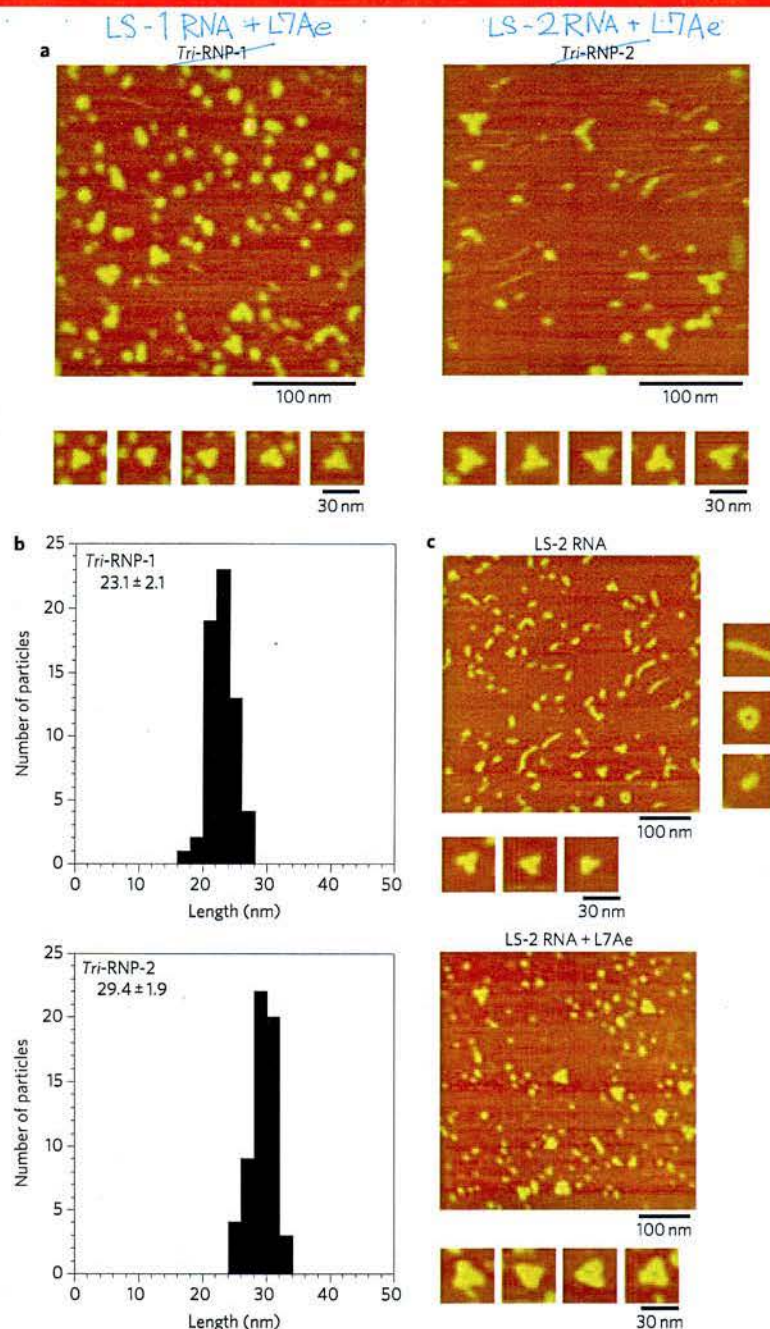 LS-1 RNA + L7Ae
LS-2 RNA + L7Ae
a
Tri-RNP-1
Tri-RNP-2
100 nm
100 nm
30 nm
30 nm
b
Tri-RNP-1
23.1 ± 2.1
25
20
15
10
5
0
Number of particles
0 10 20 30 40 50
Length (nm)
Tri-RNP-2
29.4 ± 1.9
25
20
15
10
5
0
Number of particles
0 10 20 30 40 50
Length (nm)
c
LS-2 RNA
100 nm
30 nm
LS-2 RNA + L7Ae
100 nm
30 nm